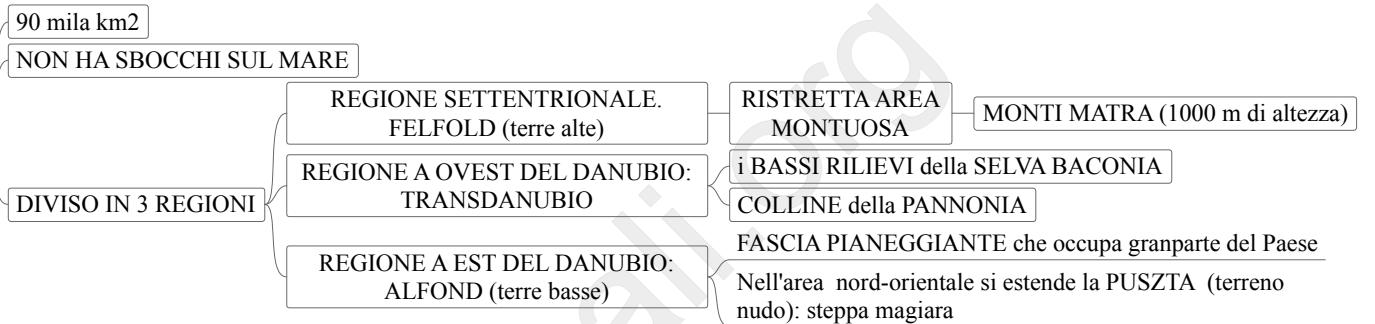 90 mila km2
NON HA SBOCCHI SUL MARE
DIVISO IN 3 REGIONI
REGIONE SETTENTRIONALE.
FELFOLD (terre alte)
RISTRETTA AREA
MONTUOSA
MONTI MATRA (1000 m di altezza)
REGIONE A OVEST DEL DANUBIO:
TRANSDANUBIO
i BASSI RILIEVI della SELVA BACONIA
COLLINE della PANNONIA
REGIONE A EST DEL DANUBIO:
ALFOND (terre basse)
FASCIA PIANEGGIANTE che occupa granparte del Paese
Nell'area nord-orientale si estende la PUSZTA (terreno
nudo): steppa magiara
ali.org